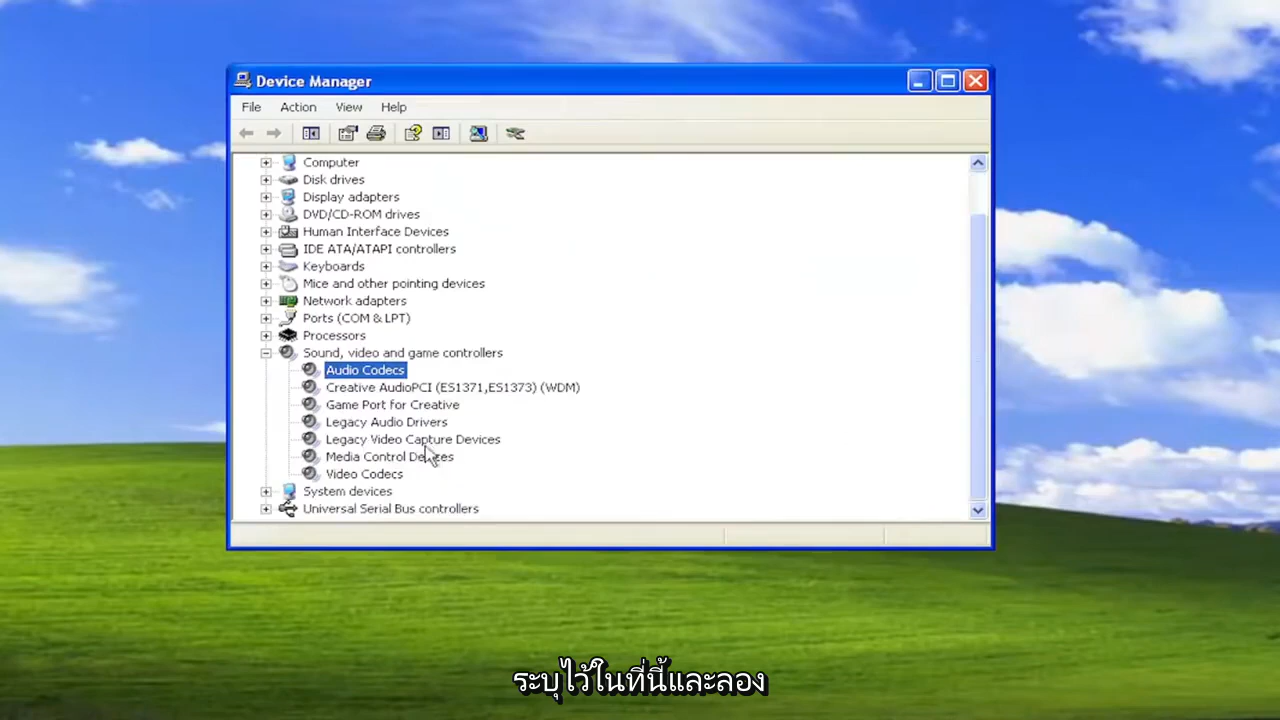 Device Manager
File Action View Help
Computer
Disk drives
Display adapters
DVD/CD-ROM drives
Human Interface Devices
IDE ATA/ATAPI controllers
Keyboards
Mice and other pointing devices
Network adapters
Ports (COM & LPT)
Processors
Sound, video and game controllers
Audio Codecs
Creative AudioPCI (ES1371,ES1373) (WDM)
Game Port for Creative
Legacy Audio Drivers
Legacy Video Capture Devices
Media Control Devices
Video Codecs
System devices
Universal Serial Bus controllers
ระบุไว้ในที่นี้และลอง